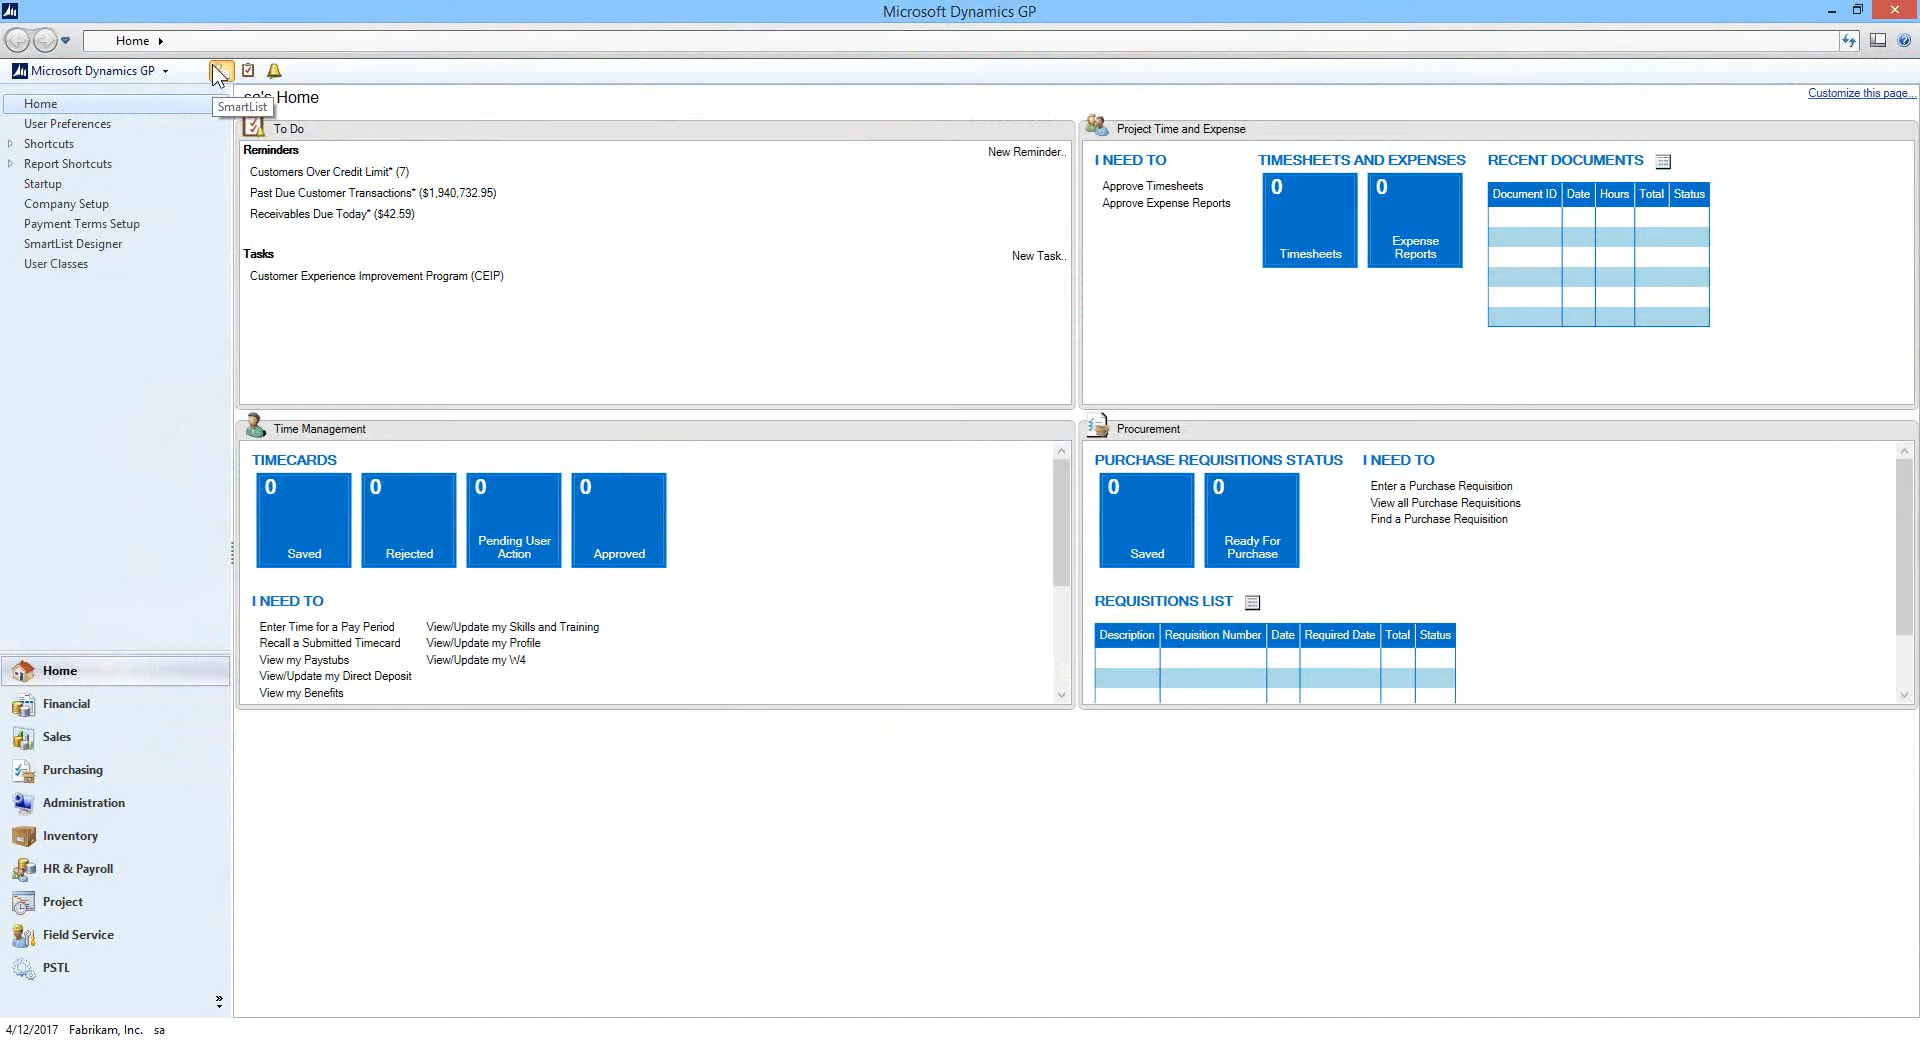 Microsoft Dynamics GP
Home
Microsoft Dynamics GP
Home
User Preferences
Shortcuts
Report Shortcuts
Startup
Company Setup
Payment Terms Setup
SmartList Designer
User Classes
SmartList
sa's Home
Customize this page...
To Do
Reminders
New Reminder..
Customers Over Credit Limit* (7)
Past Due Customer Transactions* ($1,940,732.95)
Receivables Due Today* ($42.59)
Tasks
New Task..
Customer Experience Improvement Program (CEIP)
Project Time and Expense
I NEED TO
Approve Timesheets
Approve Expense Reports
TIMESHEETS AND EXPENSES
0
Timesheets
0
Expense
Reports
RECENT DOCUMENTS
Document ID Date Hours Total Status
Time Management
TIMECARDS
0
Saved
0
Rejected
0
Pending User
Action
0
Approved
I NEED TO
Enter Time for a Pay Period
Recall a Submitted Timecard
View my Paystubs
View/Update my Direct Deposit
View my Benefits
View/Update my Skills and Training
View/Update my Profile
View/Update my W4
Procurement
PURCHASE REQUISITIONS STATUS
0
Saved
0
Ready For
Purchase
I NEED TO
Enter a Purchase Requisition
View all Purchase Requisitions
Find a Purchase Requisition
REQUISITIONS LIST
Description Requisition Number Date Required Date Total Status
Home
Financial
Sales
Purchasing
Administration
Inventory
HR & Payroll
Project
Field Service
PSTL
4/12/2017 Fabrikam, Inc. sa